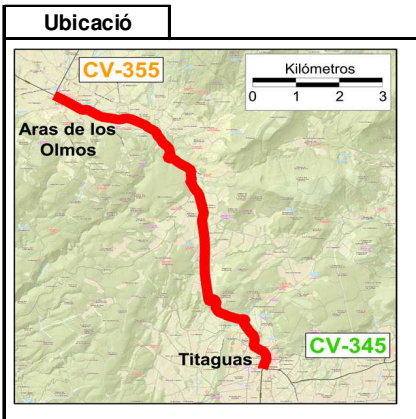 Ubicació
CV-355
Kilómetros
0 1 2 3
Aras de los
Olmos
Titaguas
CV-345